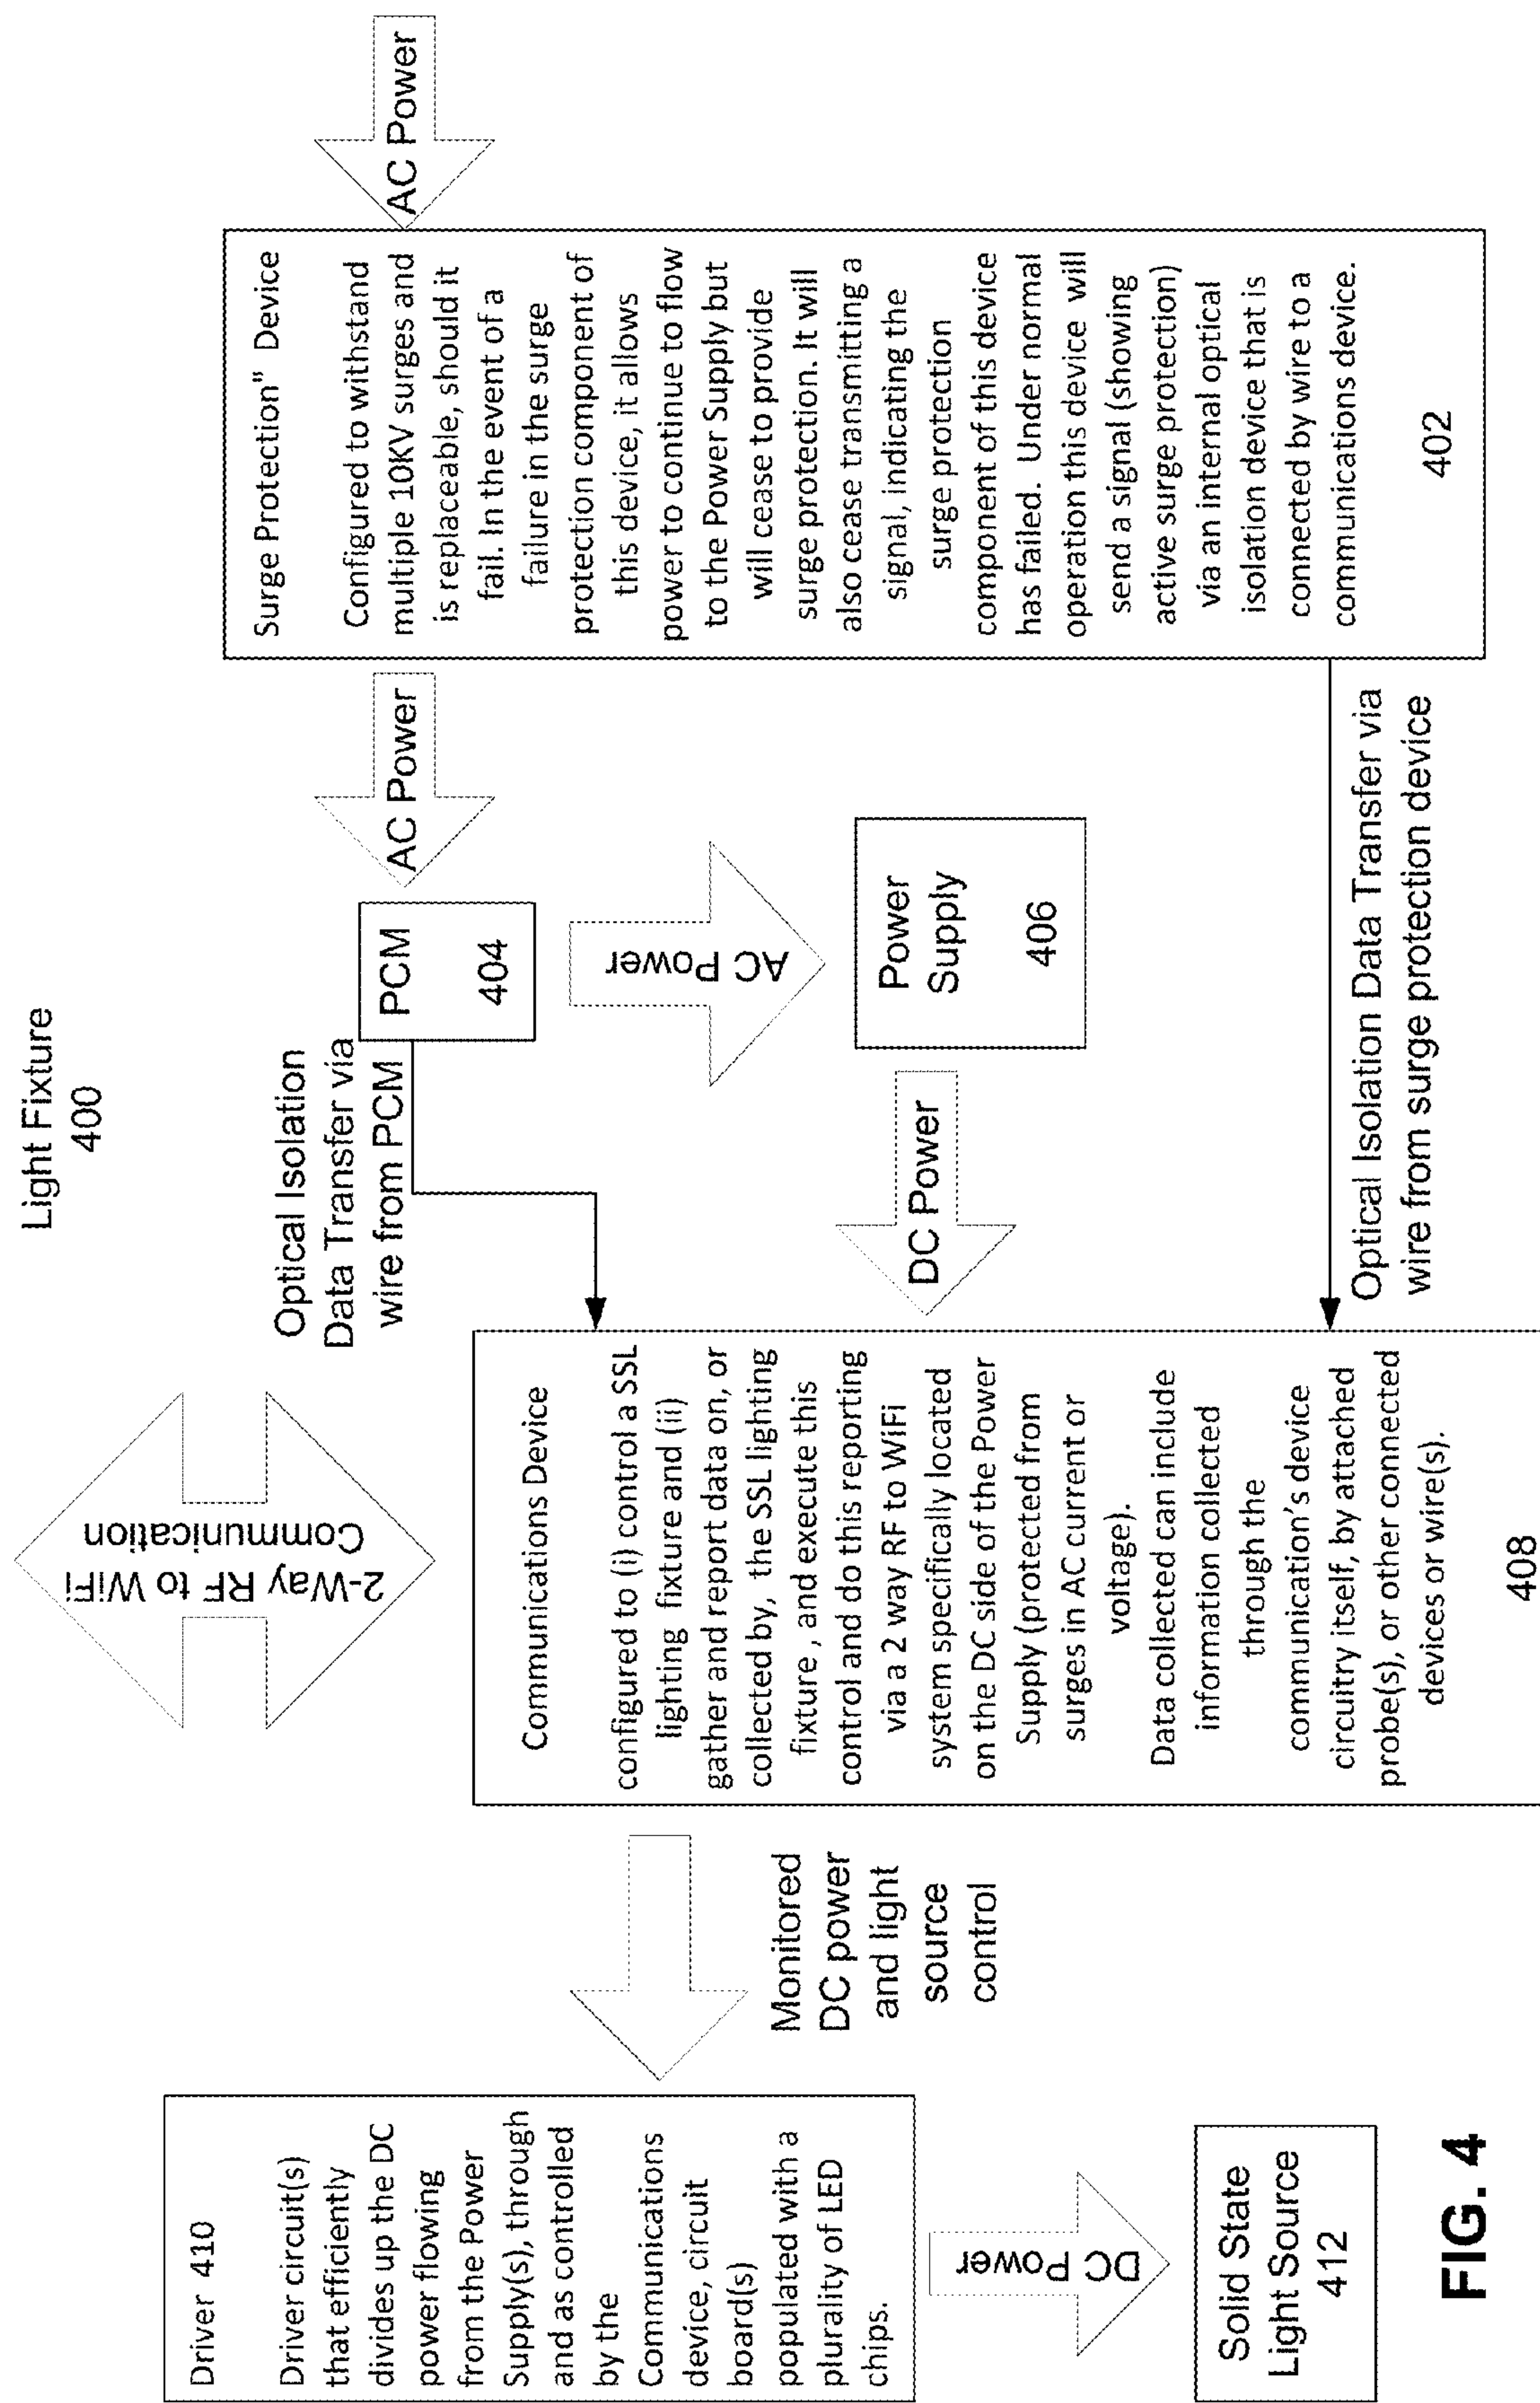 Light Fixture
400
2-Way RF to WiFi
Communication
Optical Isolation
Data Transfer via
wire from PCM
PCM
404
AC Power
AC Power
Surge Protection" Device
Configured to withstand
multiple 10KV surges and
is replaceable, should it
fail. In the event of a
failure in the surge
protection component of
this device, it allows
power to continue to flow
to the Power Supply but
will cease to provide
surge protection. It will
also cease transmitting a
signal, indicating the
surge protection
component of this device
has failed. Under normal
operation this device will
send a signal (showing
active surge protection)
via an internal optical
isolation device that is
connected by wire to a
communications device.
402
AC Power
Power
Supply
406
DC Power
Optical Isolation Data Transfer via
wire from surge protection device
Communications Device
configured to (i) control a SSL
lighting fixture and (ii)
gather and report data on, or
collected by, the SSL lighting
fixture , and execute this
control and do this reporting
via a 2 way RF to WiFi
system specifically located
on the DC side of the Power
Supply (protected from
surges in AC current or
voltage).
Data collected can include
information collected
through the
communication's device
circuitry itself, by attached
probe(s), or other connected
devices or wire(s).
408
Monitored
DC power
and light
source
control
Driver 410
Driver circuit(s)
that efficiently
divides up the DC
power flowing
from the Power
Supply(s), through
and as controlled
by the
Communications
device, circuit
board(s)
populated with a
plurality of LED
chips.
DC Power
Solid State
Light Source
412
FIG. 4